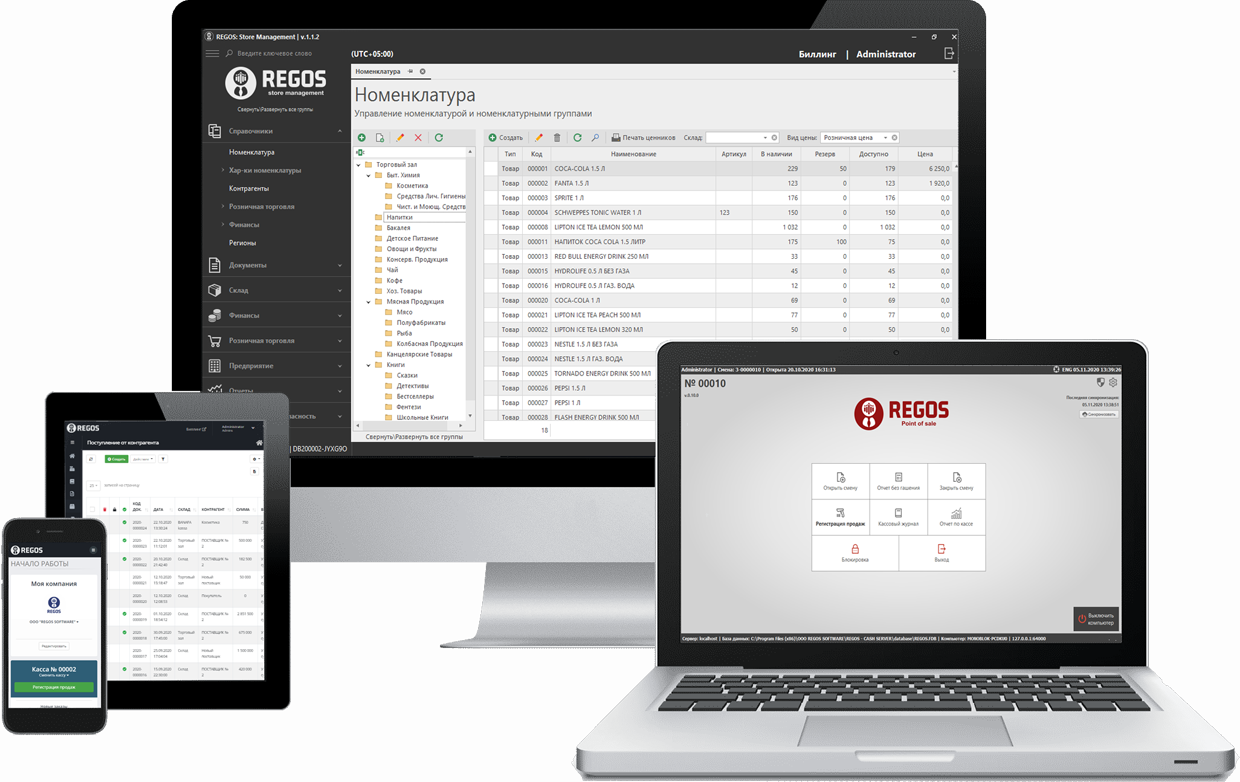 REGOS: Store Management | v.1.1.2
Введите ключевое слово
(UTC+05:00)
Биллинг | Administrator
REGOS
store management
Свернуть\Развернуть все группы
Справочники
Номенклатура
Хар-ки номенклатуры
Контрагенты
Розничная торговля
Финансы
Регионы
Документы
Склад
Финансы
Розничная торговля
Предприятие
Отчеты
Номенклатура
Номенклатура
Управление номенклатурой и номенклатурными группами
Создать
Печать ценников Склад:
Вид цены: Розничная цена
Торговый зал
Быт. Химия
Косметика
Средства Лич. Гигиены
Чист. и Моющ. Средств
Напитки
Бакалея
Детское Питание
Овощи и Фрукты
Консерв. Продукция
Чай
Кофе
Хоз. Товары
Мясная Продукция
Мясо
Полуфабрикаты
Рыба
Колбасная Продукция
Канцелярские Товары
Книги
Сказки
Детективы
Бестселлеры
Фентези
Школьные Книги
Свернуть\Развернуть все группы
Тип Код Наименование Артикул В наличии Резерв Доступно Цена
Товар 000001 COCA-COLA 1.5 Л 229 50 179 6 250,0
Товар 000002 FANTA 1.5 Л 123 0 123 1 920,0
Товар 000003 SPRITE 1 Л 176 0 176 0,0
Товар 000004 SCHWEPPES TONIC WATER 1 Л 123 150 0 150 0,0
Товар 000008 LIPTON ICE TEA LEMON 500 МЛ 1 032 0 1 032 0,0
Товар 000011 НАПИТОК COCA COLA 1.5 ЛИТР 175 100 75 0,0
Товар 000013 RED BULL ENERGY DRINK 250 МЛ 33 0 33 0,0
Товар 000015 HYDROLIFE 0.5 Л БЕЗ ГАЗА 45 0 45 0,0
Товар 000016 HYDROLIFE 0.5 Л ГАЗ. ВОДА 12 0 12 0,0
Товар 000020 COCA-COLA 1 Л 69 0 69 0,0
Товар 000021 LIPTON ICE TEA PEACH 500 МЛ 77 0 77 0,0
Товар 000022 LIPTON ICE TEA LEMON 320 МЛ 50 0 50 0,0
Товар 000023 NESTLE 1.5 Л БЕЗ ГАЗА
Товар 000024 NESTLE 1.5 Л ГАЗ. ВОДА
Товар 000025 TORNADO ENERGY DRINK 500 МЛ
Товар 000026 PEPSI 1.5 Л
Товар 000027 PEPSI 1 Л
Товар 000028 FLASH ENERGY DRINK 500 МЛ
18
| DB200002-JYXG9O
Administrator | Смена: 3-0000010 | Открыта 20.10.2020 16:31:13
ENG 05.11.2020 13:39:26
№ 00010
Последняя синхронизация
05.11.2020 13:38:51
Синхронизировать
REGOS
Point of sale
Открыть смену
Отчет без гашения
Закрыть смену
Регистрация продаж
Кассовый журнал
Отчет по кассе
Блокировка
Выход
Выключить
компьютер
Сервер: localhost | База данных: C:\Program Files (x86)\OOO REGOS SOFTWARE\REGOS - CASH SERVER\database\REGOS.FDB | Компьютер: MONOBLOK-PCDKDD | 127.0.0.1:64000
REGOS
Поступление от контрагента
Создать
КОД ДОК. ДАТА СКЛАД КОНТРАГЕНТ СУММА
REGOS
НАЧАЛО РАБОТЫ
Моя компания
REGOS
ООО "REGOS SOFTWARE"
Редактировать
Касса № 00002
Сменить кассу
Регистрация продаж